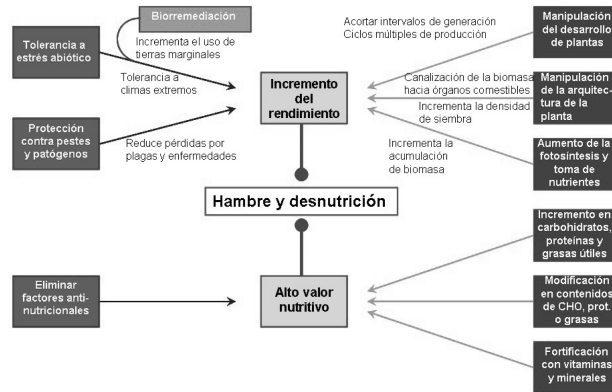 Biorremediación
Tolerancia a
estrés abiótico
Incrementa el uso de
tierras marginales
Tolerancia a
climas extremos
Protección
contra pestes
y patógenos
Reduce pérdidas por
plagas y enfermedades
Incremento
del
rendimiento
Acortar intervalos de generación
Ciclos múltiples de producción
Canalización de la biomasa
hacia órganos comestibles
Incrementa la densidad
de siembra
Incrementa la
acumulación
de biomasa
Manipulación
del desarrollo
de plantas
Manipulación
de la arquitec-
tura de la
planta
Aumento de la
fotosíntesis y
toma de
nutrientes
Hambre y desnutrición
Eliminar
factores anti-
nutricionales
Alto valor
nutritivo
Incremento en
carbohidratos,
proteínas y
grasas útiles
Modificación
en contenidos
de CHO, prot.
o grasas
Fortificación
con vitaminas
y minerales